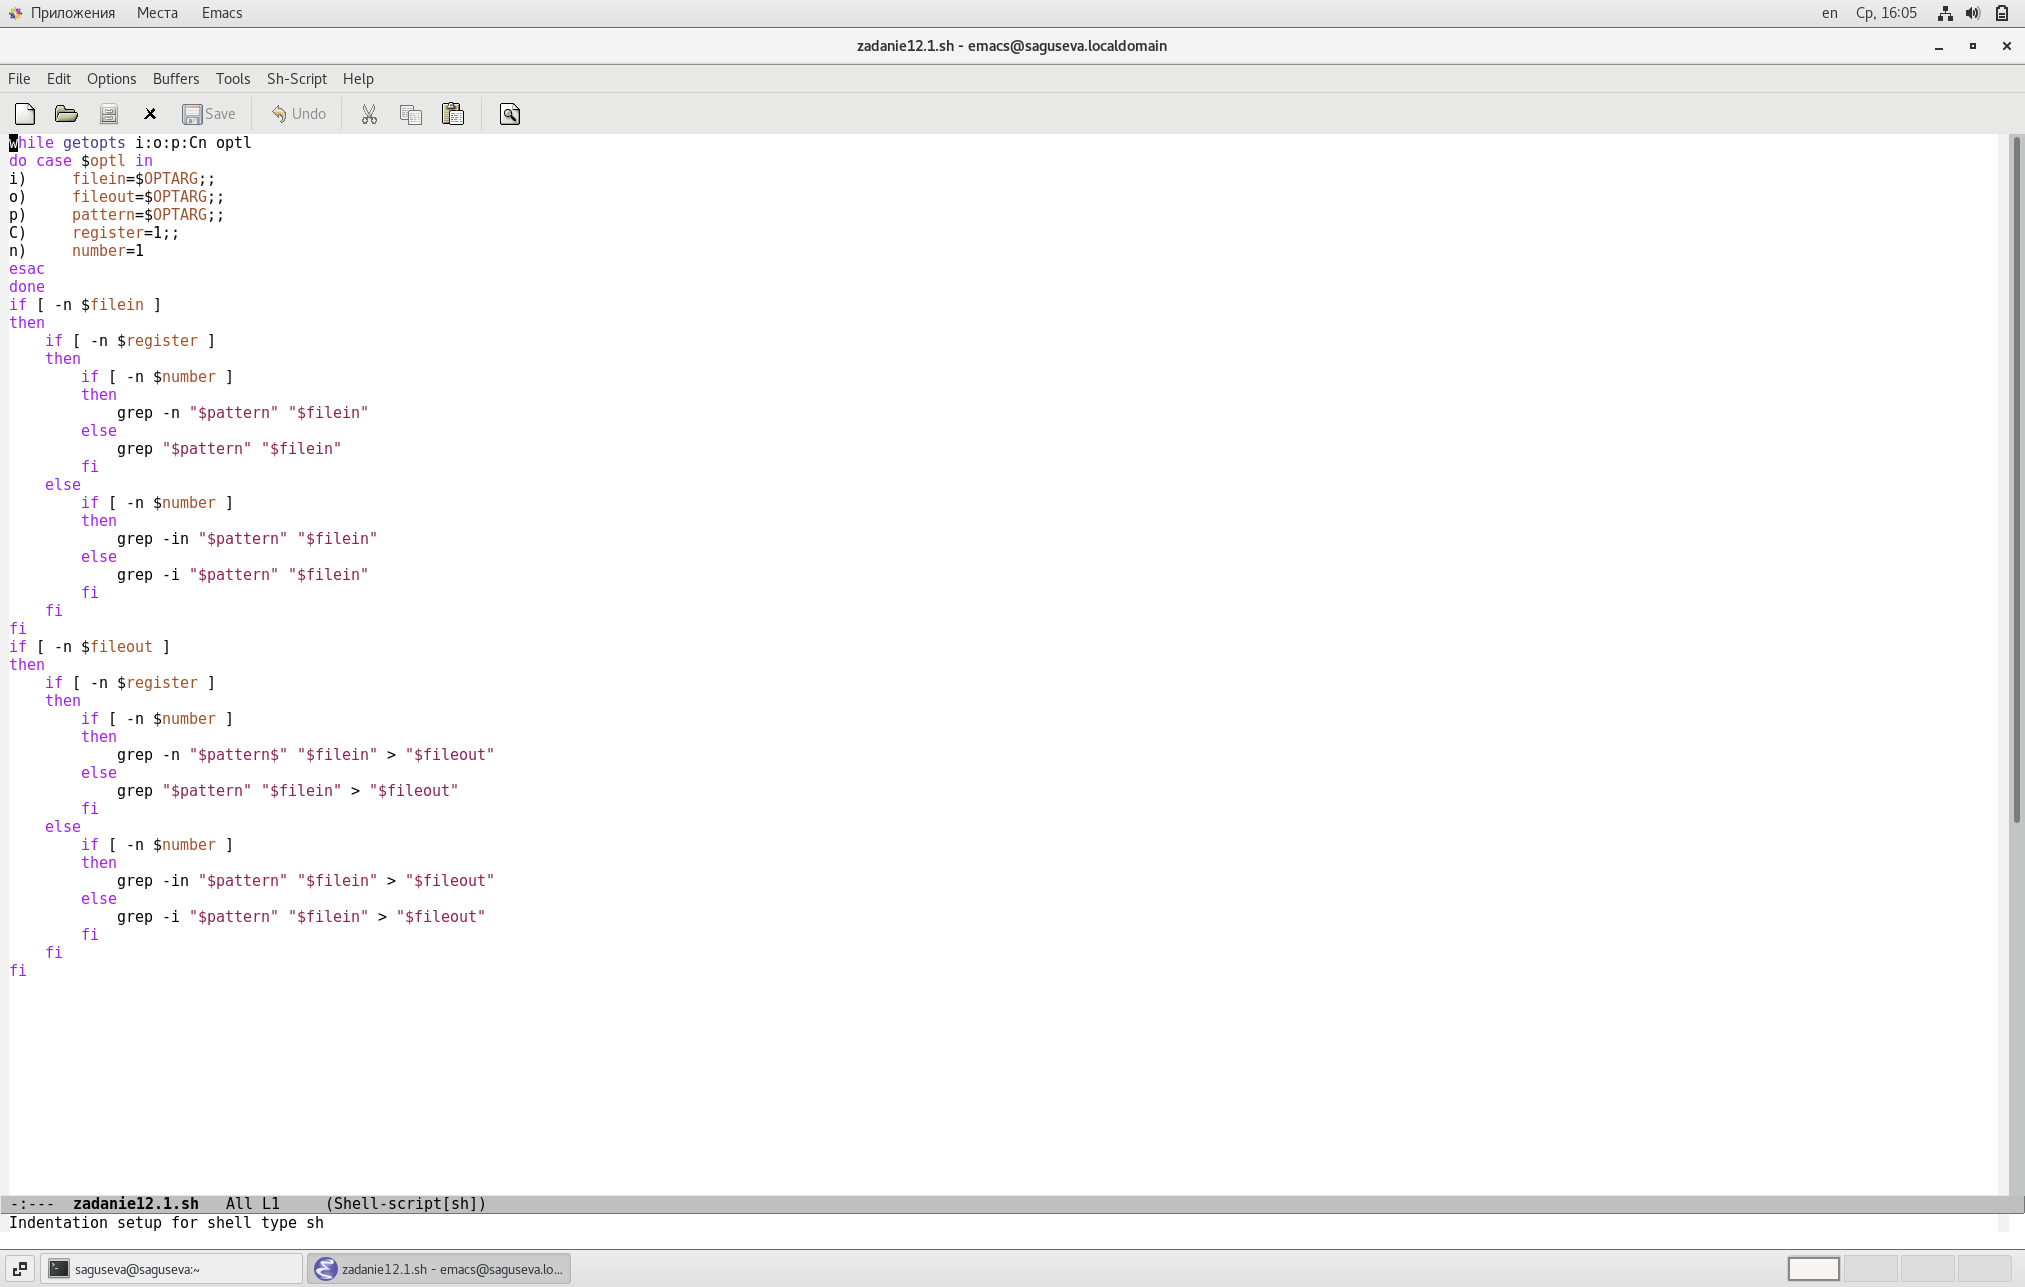 Приложения Места Emacs en Ср, 16:05
zadanie12.1.sh - emacs@saguseva.localdomain
File Edit Options Buffers Tools Sh-Script Help
Save Undo
while getopts i:o:p:Cn optl
do case $optl in
i)     filein=$OPTARG;;
o)     fileout=$OPTARG;;
p)     pattern=$OPTARG;;
C)     register=1;;
n)     number=1
esac
done
if [ -n $filein ]
then
    if [ -n $register ]
    then
        if [ -n $number ]
        then
            grep -n "$pattern" "$filein"
        else
            grep "$pattern" "$filein"
        fi
    else
        if [ -n $number ]
        then
            grep -in "$pattern" "$filein"
        else
            grep -i "$pattern" "$filein"
        fi
    fi
fi
if [ -n $fileout ]
then
    if [ -n $register ]
    then
        if [ -n $number ]
        then
            grep -n "$pattern$" "$filein" > "$fileout"
        else
            grep "$pattern" "$filein" > "$fileout"
        fi
    else
        if [ -n $number ]
        then
            grep -in "$pattern" "$filein" > "$fileout"
        else
            grep -i "$pattern" "$filein" > "$fileout"
        fi
    fi
fi
-:---  zadanie12.1.sh   All L1     (Shell-script[sh])
Indentation setup for shell type sh
saguseva@saguseva:~ zadanie12.1.sh - emacs@saguseva.lo...